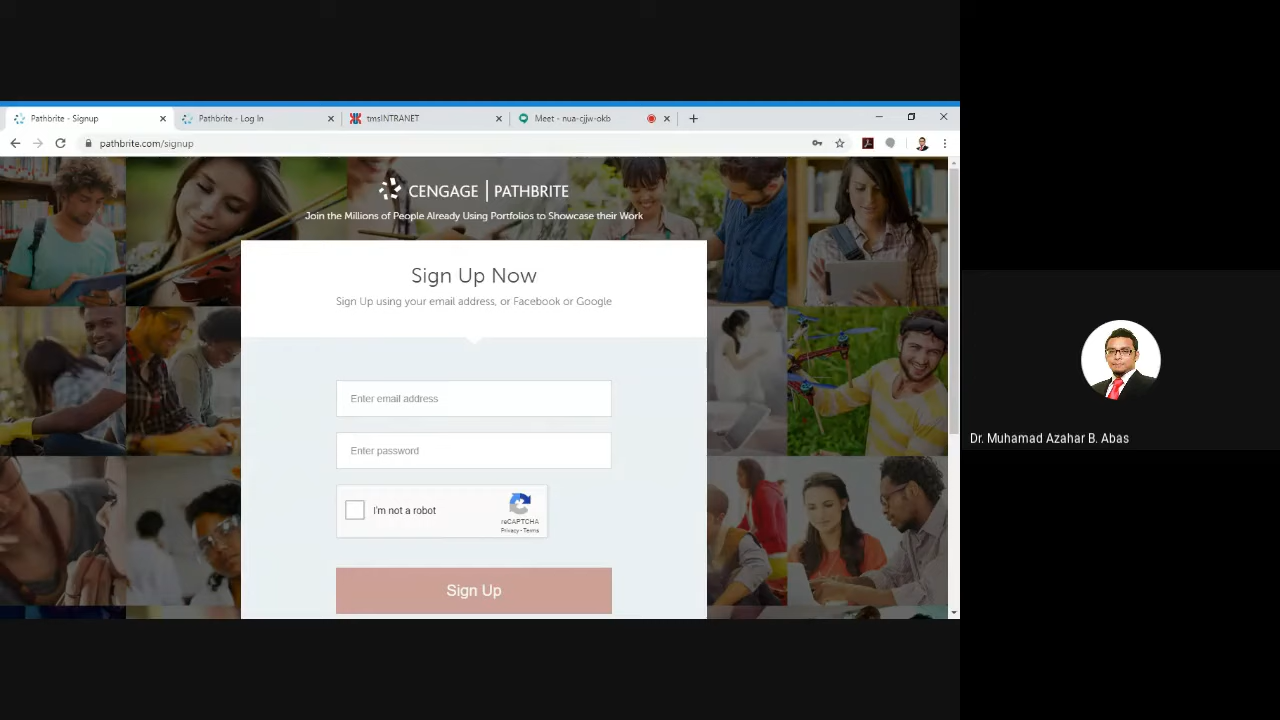 Pathbrite - Signup
Pathbrite - Log In
tmsINTRANET
Meet - nua-cjjw-okb
pathbrite.com/signup
CENGAGE | PATHBRITE
Join the Millions of People Already Using Portfolios to Showcase their Work
Sign Up Now
Sign Up using your email address, or Facebook or Google
Enter email address
Enter password
I'm not a robot
reCAPTCHA
Privacy - Terms
Sign Up
Dr. Muhamad Azahar B. Abas